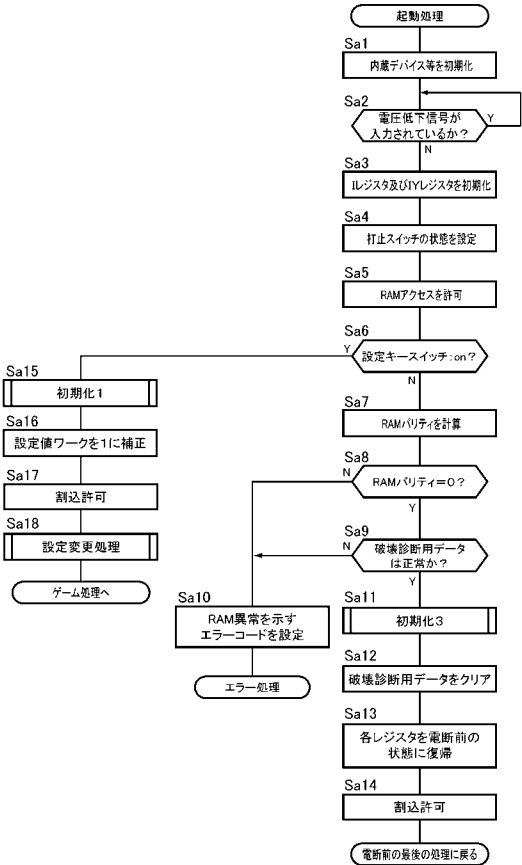 起動処理
Sa1
内蔵デバイス等を初期化
Sa2
電圧低下信号が
入力されているか？
Y
N
Sa3
Iレジスタ及びIYレジスタを初期化
Sa4
打止スイッチの状態を設定
Sa5
RAMアクセスを許可
Sa6
設定キースイッチ:on？
Y
N
Sa15
初期化１
Sa16
設定値ワークを１に補正
Sa17
割込許可
Sa18
設定変更処理
ゲーム処理へ
Sa7
RAMパリティを計算
Sa8
RAMパリティ＝０？
N
Y
Sa9
破壊診断用データ
は正常か？
N
Y
Sa10
RAM異常を示す
エラーコードを設定
エラー処理
Sa11
初期化３
Sa12
破壊診断用データをクリア
Sa13
各レジスタを電断前の
状態に復帰
Sa14
割込許可
電断前の最後の処理に戻る